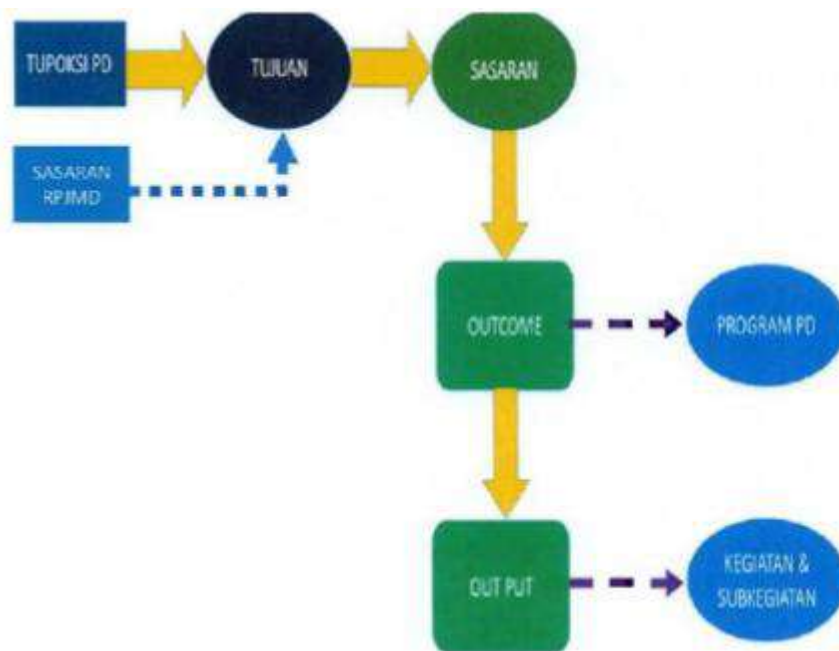 TUPOKSI PD
TUJUAN
SASARAN
SASARAN
RPJMD
OUTCOME
PROGRAM PD
OUT PUT
KEGIATAN &
SUBKEGIATAN